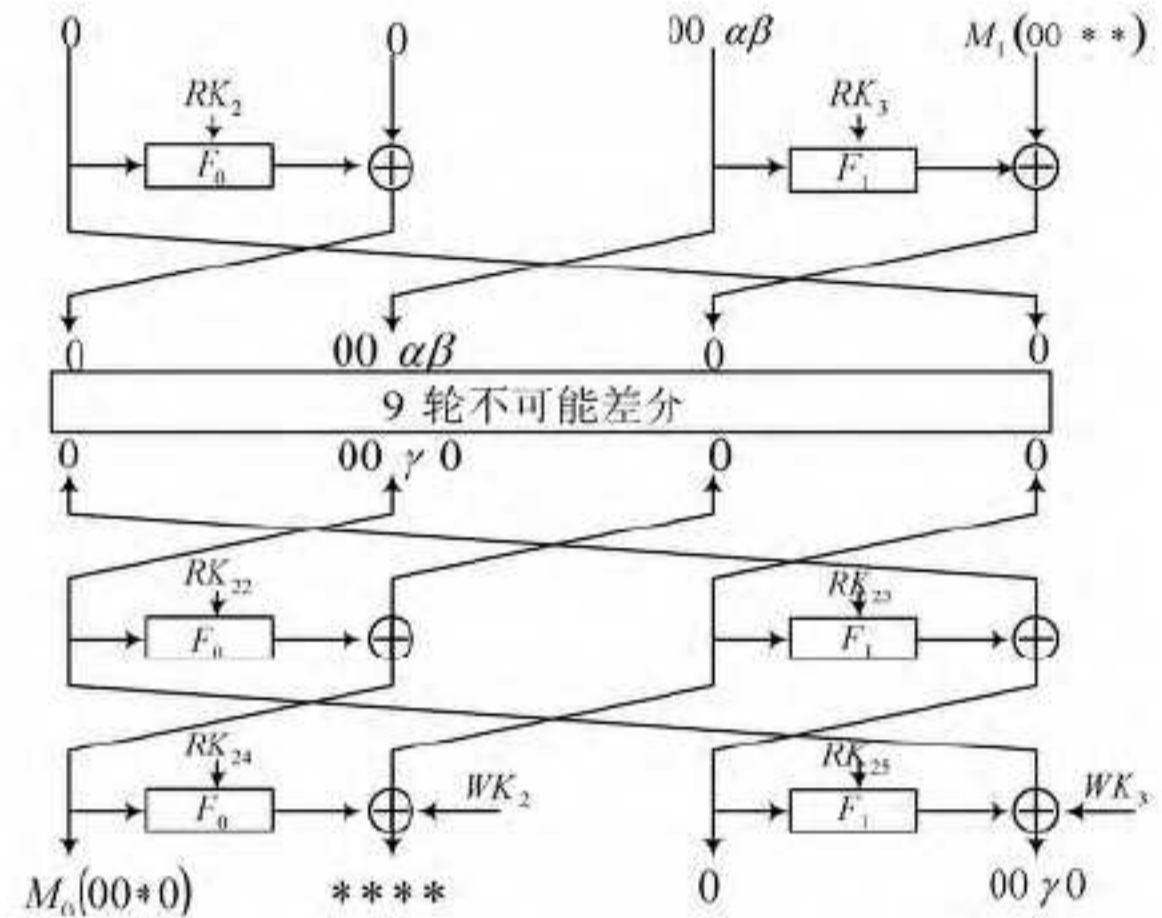 0 0 00 αβ M₁(00 * *)
RK₂ RK₃
F₀ F₁
0 00 αβ 0 0
9 轮不可能差分
0 00 γ 0 0 0
RK₂₂ RK₂₃
F₀ F₁
RK₂₄ RK₂₅
F₀ WK₂ F₁ WK₃
M₀(00*0) **** 0 00 γ 0